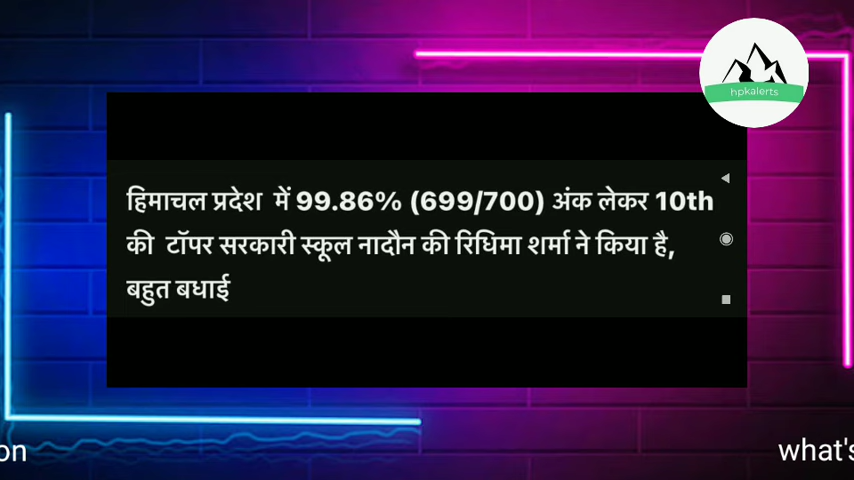 hpkalerts
हिमाचल प्रदेश में 99.86% (699/700) अंक लेकर 10th
की टॉपर सरकारी स्कूल नादौन की रिधिमा शर्मा ने किया है,
बहुत बधाई
on
what's